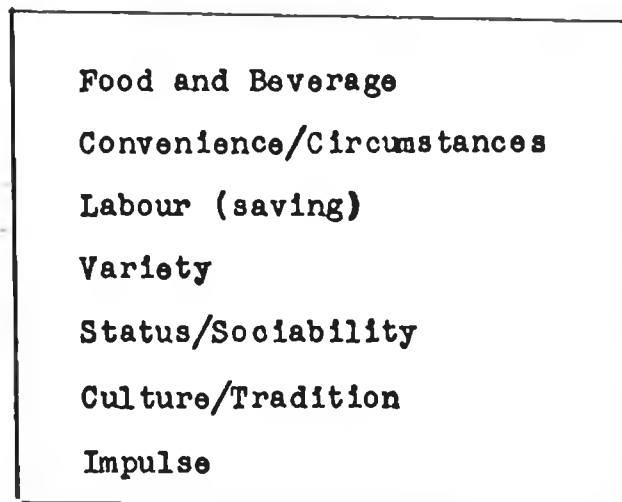 Food and Beverage
Convenience/Circumstances
Labour (saving)
Variety
Status/Sociability
Culture/Tradition
Impulse